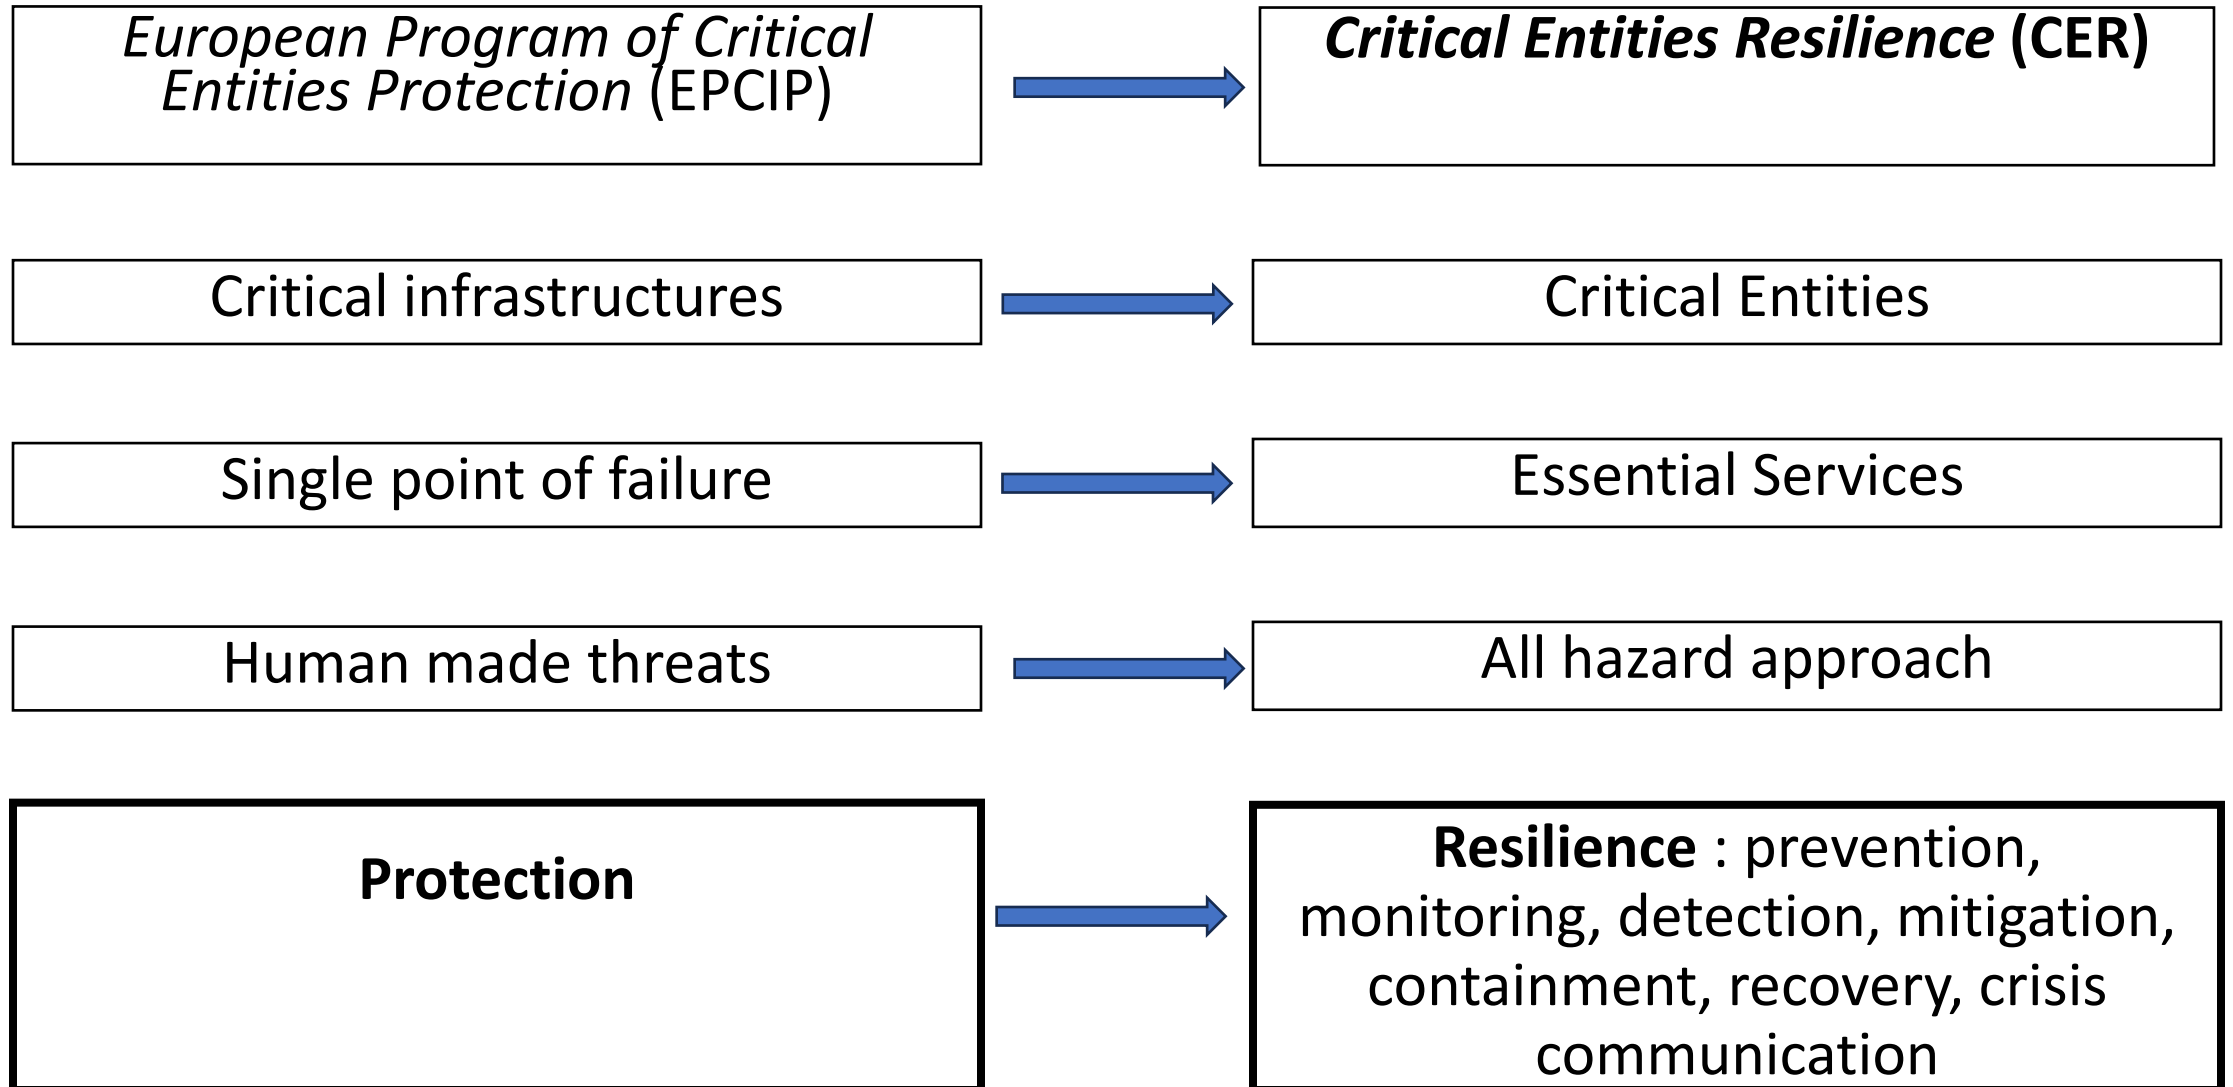 European Program of Critical
Entities Protection (EPCIP)
Critical Entities Resilience (CER)
Critical infrastructures
Critical Entities
Single point of failure
Essential Services
Human made threats
All hazard approach
Protection
Resilience : prevention,
monitoring, detection, mitigation,
containment, recovery, crisis
communication